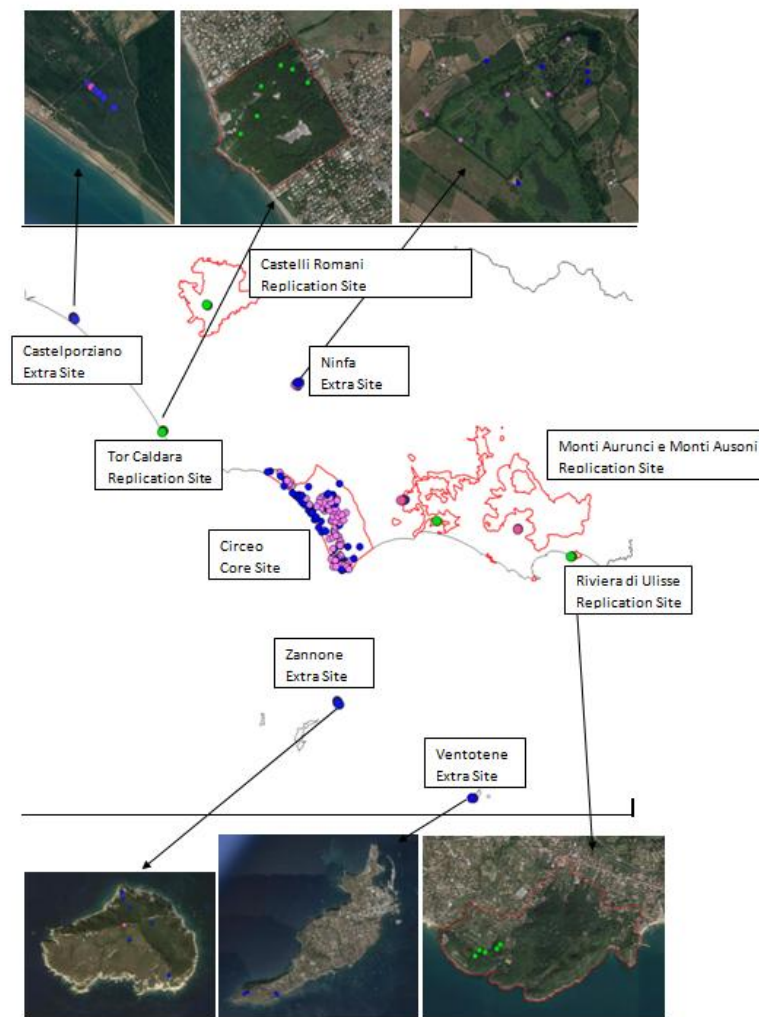 Castelli Romani
Replication Site
Castelporziano
Extra Site
Ninfa
Extra Site
Tor Caldara
Replication Site
Monti Aurunci e Monti Ausoni
Replication Site
Circeo
Core Site
Riviera di Ulisse
Replication Site
Zannone
Extra Site
Ventotene
Extra Site